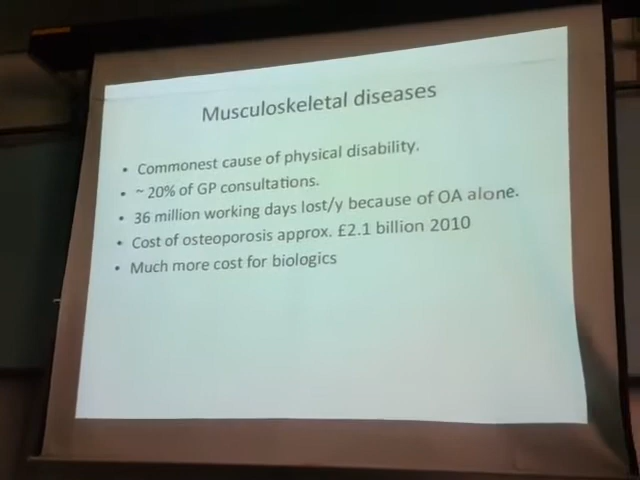 Musculoskeletal diseases
• Commonest cause of physical disability.
• ~ 20% of GP consultations.
• 36 million working days lost/y because of OA alone.
• Cost of osteoporosis approx. £2.1 billion 2010
• Much more cost for biologics